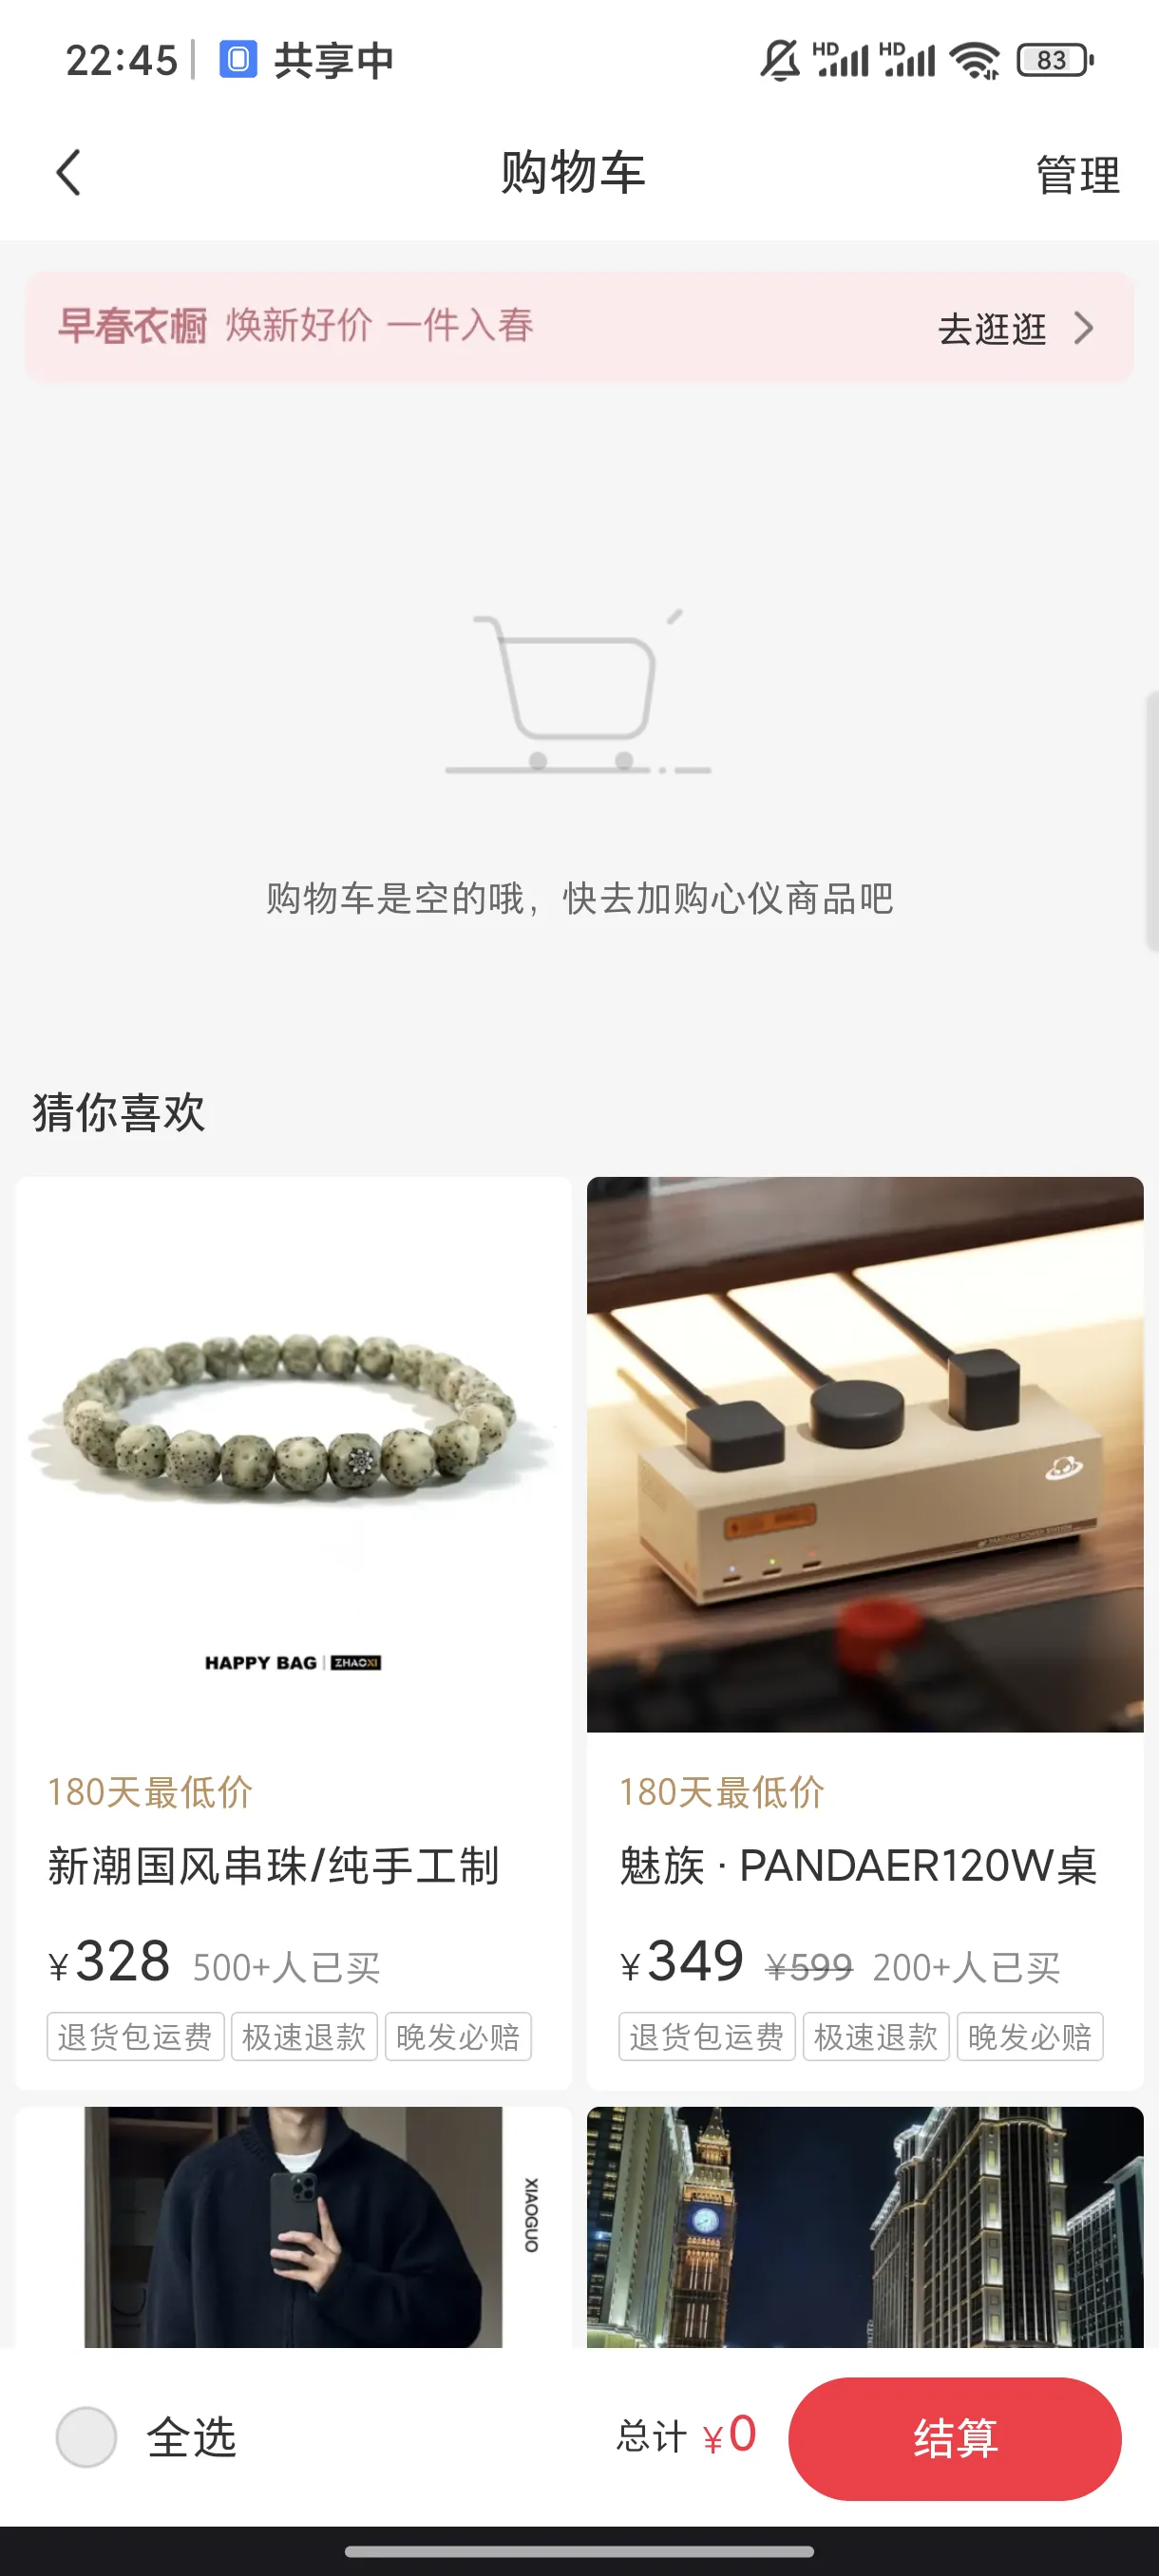 22:45 共享中 HD HD 83
购物车 管理
早春衣橱 焕新好价 一件入春 去逛逛
购物车是空的哦，快去加购心仪商品吧
猜你喜欢
HAPPY BAG ZHAOXI
180天最低价
新潮国风串珠/纯手工制
¥328 500+人已买
退货包运费 极速退款 晚发必赔
180天最低价
魅族 · PANDAER120W桌
¥349 ¥599 200+人已买
退货包运费 极速退款 晚发必赔
XIAOGUO
全选 总计 ¥0 结算